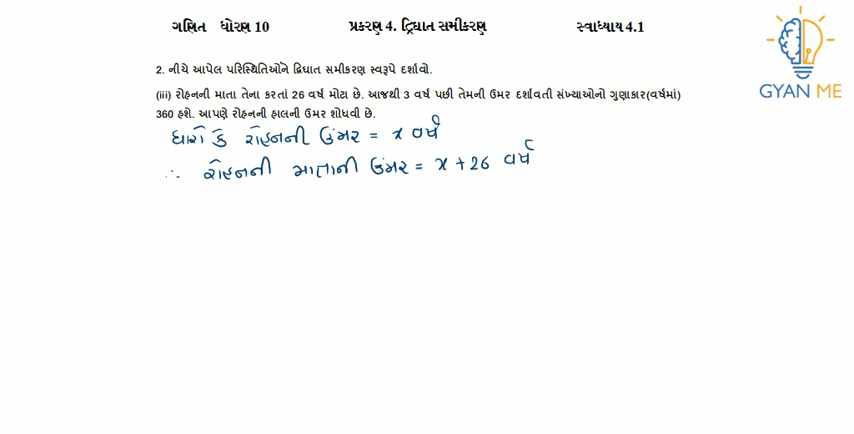 ગણિત ધોરણ 10 પ્રકરણ 4. દ્વિઘાત સમીકરણ સ્વાધ્યાય 4.1
GYAN ME
2. નીચે આપેલ પરિસ્થિતિઓને દ્વિઘાત સમીકરણ સ્વરૂપે દર્શાવો.
(iii) રોહનની માતા તેના કરતાં 26 વર્ષ મોટા છે. આજથી 3 વર્ષ પછી તેમની ઉમર દર્શાવતી સંખ્યાઓનો ગુણાકાર(વર્ષમાં)
360 હશે. આપણે રોહનની હાલની ઉમર શોધવી છે.
ધારો કે રોહનની ઉંમર = x વર્ષ
∴ રોહનની માતાની ઉંમર = x + 26 વર્ષ